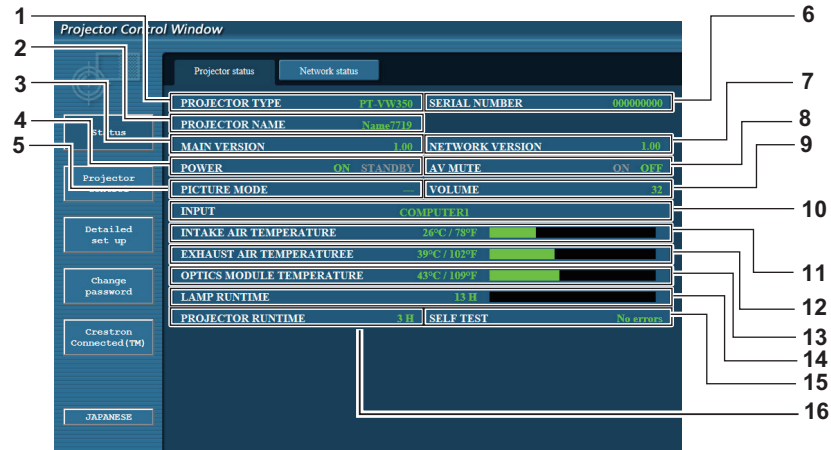 Projector Control Window
Projector status Network status
1 PROJECTOR TYPE PT-VW350 SERIAL NUMBER 000000000 6
2 PROJECTOR NAME Name7719
3 MAIN VERSION 1.00 NETWORK VERSION 1.00 7
4 POWER ON STANDBY AV MUTE ON OFF 8
5 PICTURE MODE — VOLUME 32 9
INPUT COMPUTER1 10
INTAKE AIR TEMPERATURE 26°C / 78°F 11
EXHAUST AIR TEMPERATUREE 39°C / 102°F 12
OPTICS MODULE TEMPERATURE 43°C / 109°F 13
LAMP RUNTIME 13 H 14
PROJECTOR RUNTIME 3 H SELF TEST No errors 15
16
Status
Projector
control
Detailed
set up
Change
password
Crestron
Connected(TM)
JAPANESE